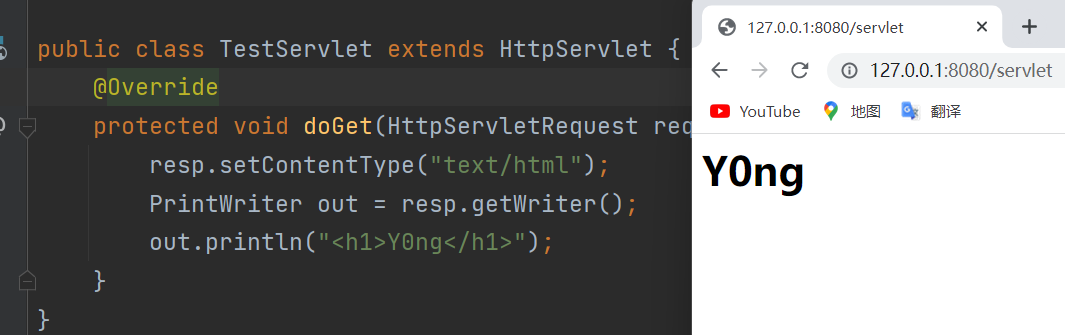 public class TestServlet extends HttpServlet {
@Override
protected void doGet(HttpServletRequest req
resp.setContentType("text/html");
PrintWriter out = resp.getWriter();
out.println("<h1>Y0ng</h1>");
}
}
127.0.0.1:8080/servlet
127.0.0.1:8080/servlet
YouTube 地图 翻译
Y0ng